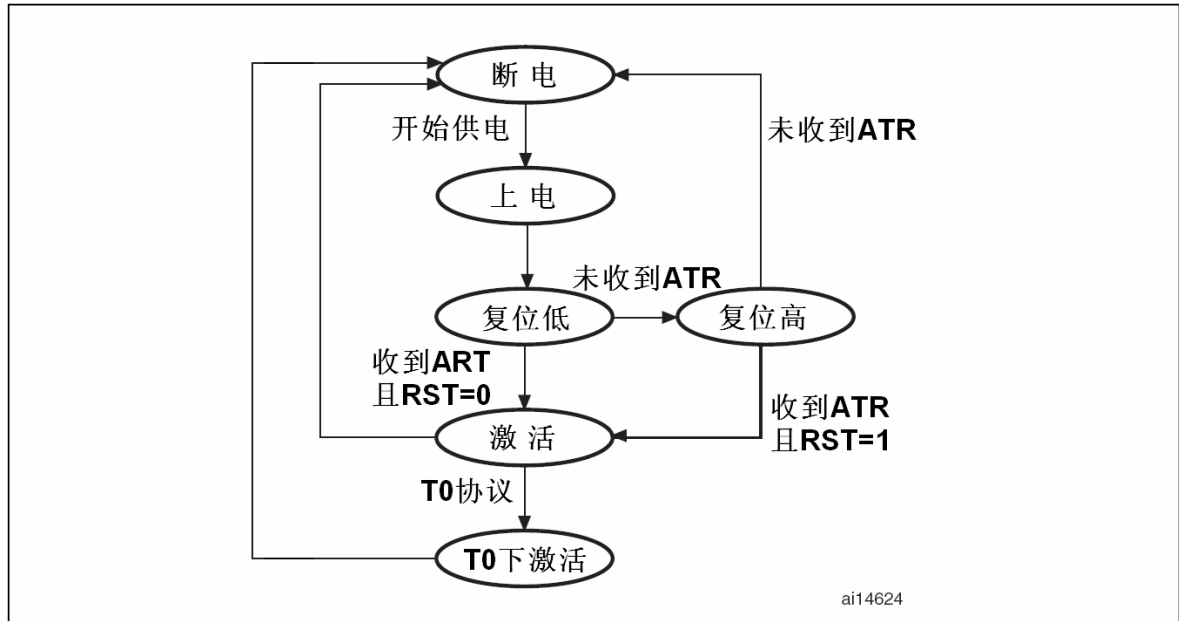 断电
开始供电
未收到ATR
上电
未收到ATR
复位低
复位高
收到ART
且RST=0
收到ATR
且RST=1
激活
T0协议
T0下激活
ai14624